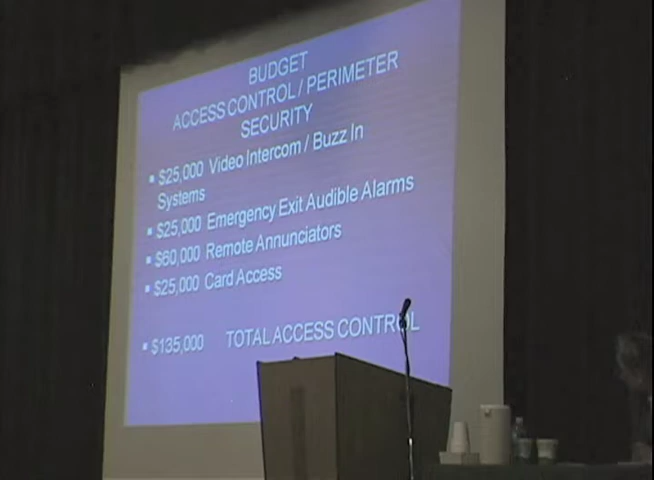 BUDGET
ACCESS CONTROL / PERIMETER
SECURITY
▪ $25,000 Video Intercom / Buzz In
Systems
▪ $25,000 Emergency Exit Audible Alarms
▪ $60,000 Remote Annunciators
▪ $25,000 Card Access
▪ $135,000 TOTAL ACCESS CONTROL